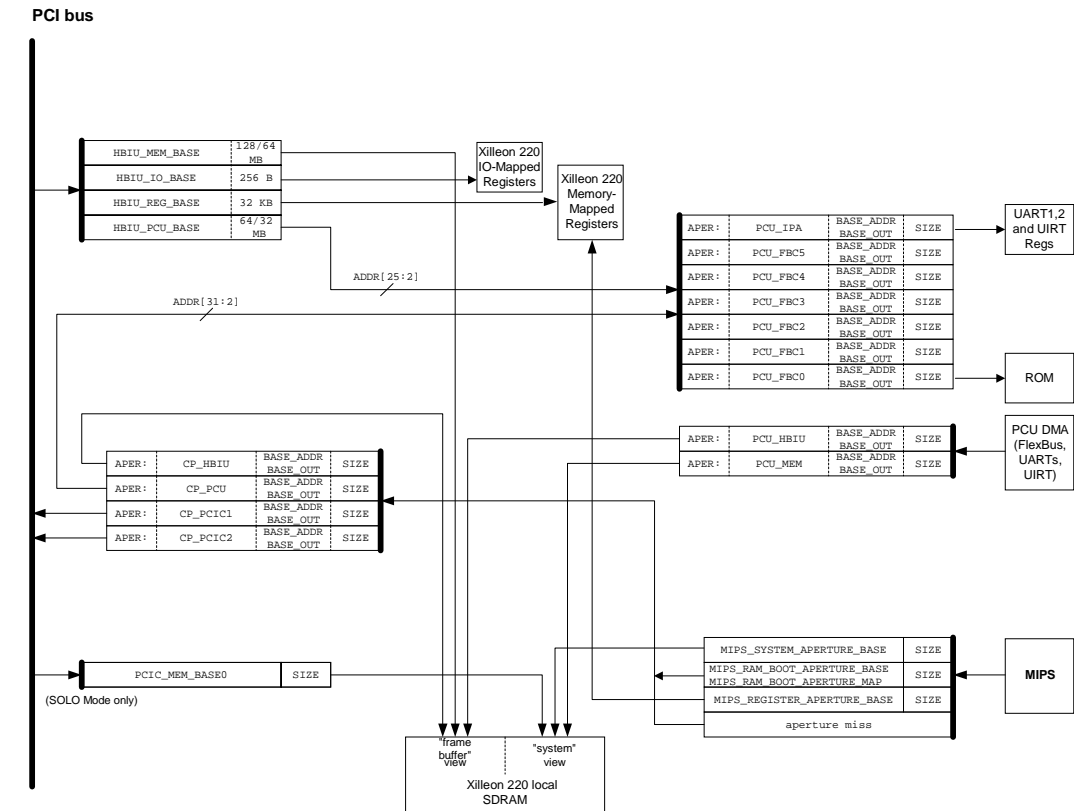 PCI bus
HBIU_MEM_BASE
128/64
MB
HBIU_IO_BASE
256 B
HBIU_REG_BASE
32 KB
HBIU_PCU_BASE
64/32
MB
Xilleon 220
IO-Mapped
Registers
Xilleon 220
Memory-
Mapped
Registers
ADDR[25:2]
ADDR[31:2]
APER:
PCU_IPA
BASE_ADDR
BASE_OUT
SIZE
APER:
PCU_FBC5
BASE_ADDR
BASE_OUT
SIZE
APER:
PCU_FBC4
BASE_ADDR
BASE_OUT
SIZE
APER:
PCU_FBC3
BASE_ADDR
BASE_OUT
SIZE
APER:
PCU_FBC2
BASE_ADDR
BASE_OUT
SIZE
APER:
PCU_FBC1
BASE_ADDR
BASE_OUT
SIZE
APER:
PCU_FBC0
BASE_ADDR
BASE_OUT
SIZE
UART1,2
and UIRT
Regs
ROM
APER:
PCU_HBIU
BASE_ADDR
BASE_OUT
SIZE
APER:
PCU_MEM
BASE_ADDR
BASE_OUT
SIZE
PCU DMA
(FlexBus,
UARTs,
UIRT)
APER:
CP_HBIU
BASE_ADDR
BASE_OUT
SIZE
APER:
CP_PCU
BASE_ADDR
BASE_OUT
SIZE
APER:
CP_PCIC1
BASE_ADDR
BASE_OUT
SIZE
APER:
CP_PCIC2
BASE_ADDR
BASE_OUT
SIZE
PCIC_MEM_BASE0
SIZE
(SOLO Mode only)
MIPS_SYSTEM_APERTURE_BASE
SIZE
MIPS_RAM_BOOT_APERTURE_BASE
MIPS_RAM_BOOT_APERTURE_MAP
SIZE
MIPS_REGISTER_APERTURE_BASE
SIZE
aperture miss
MIPS
"frame
buffer"
view
"system"
view
Xilleon 220 local
SDRAM